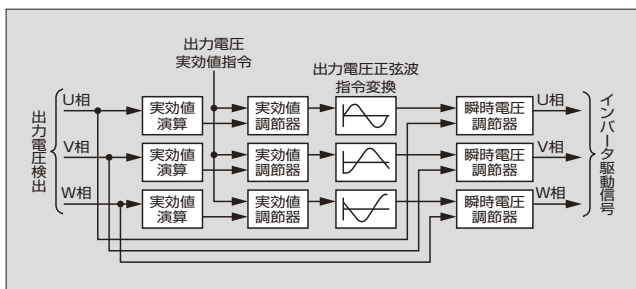 出力電圧
実効値指令
出力電圧正弦波
指令変換
出力電圧検出
U相
実効値
演算
実効値
調節器
瞬時電圧
調節器
U相
V相
実効値
演算
実効値
調節器
瞬時電圧
調節器
V相
W相
実効値
演算
実効値
調節器
瞬時電圧
調節器
W相
インバータ駆動信号